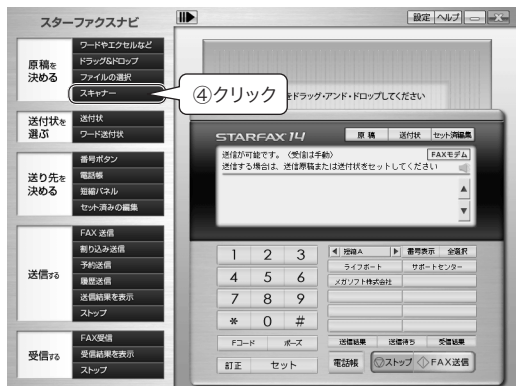 スターファクスナビ
設定 ヘルプ
原稿を決める
ワードやエクセルなど
ドラッグ&ドロップ
ファイルの選択
スキャナー
④クリック
をドラッグ・アンド・ドロップしてください
送付状を選ぶ
送付状
ワード送付状
送り先を決める
番号ボタン
電話帳
短縮パネル
セット済みの編集
送信する
FAX 送信
割り込み送信
予約送信
履歴送信
送信結果を表示
ストップ
受信する
FAX受信
受信結果を表示
ストップ
STARFAX 14
原 稿 送付状 セット済編集
送信が可能です。〈受信は手動〉 FAXモデム
送信する場合は、送信原稿または送付状をセットしてください
1 2 3
4 5 6
7 8 9
* 0 #
Fコード ポーズ
訂正 セット
短縮A 番号表示 全選択
ライフボート サポートセンター
メガソフト株式会社
送信結果 送信待ち 受信結果
電話帳 ストップ FAX送信